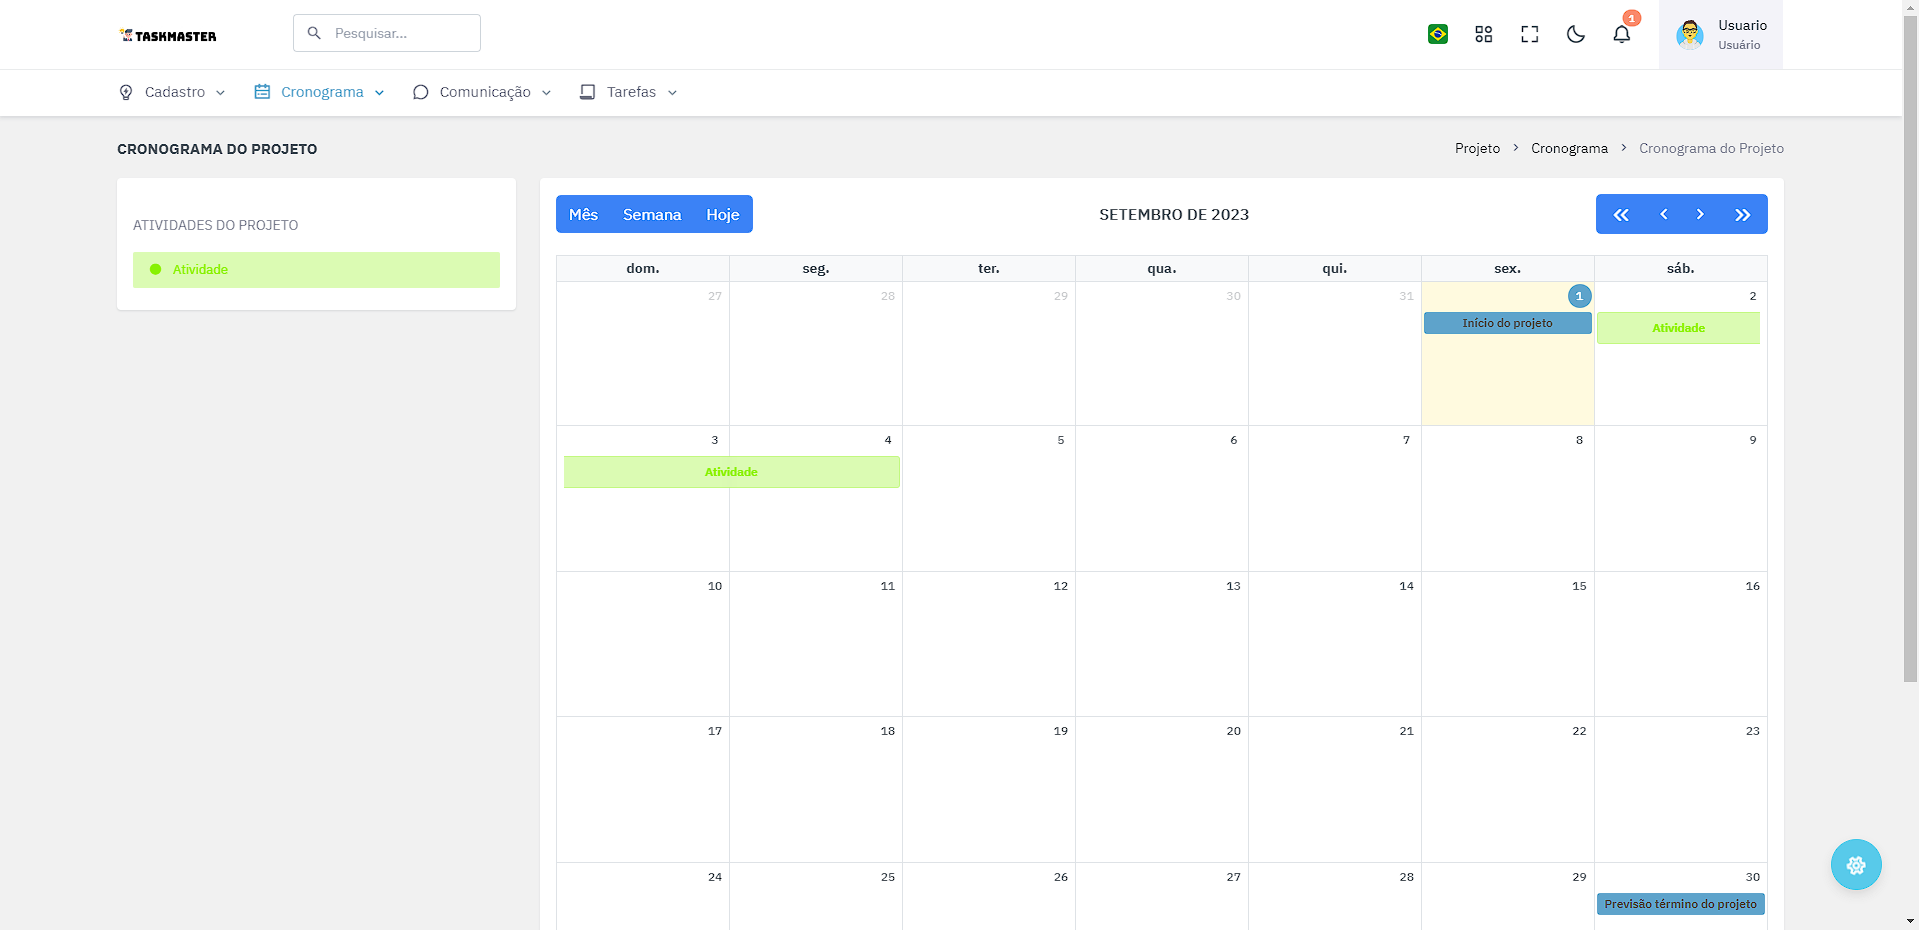 TASKMASTER
Pesquisar...
1
Usuario
Usuário
Cadastro
Cronograma
Comunicação
Tarefas
CRONOGRAMA DO PROJETO
Projeto > Cronograma > Cronograma do Projeto
ATIVIDADES DO PROJETO
Atividade
Mês Semana Hoje
SETEMBRO DE 2023
« ‹ › »
dom. seg. ter. qua. qui. sex. sáb.
27 28 29 30 31 1 2
Início do projeto
Atividade
3 4 5 6 7 8 9
Atividade
10 11 12 13 14 15 16
17 18 19 20 21 22 23
24 25 26 27 28 29 30
Previsão término do projeto